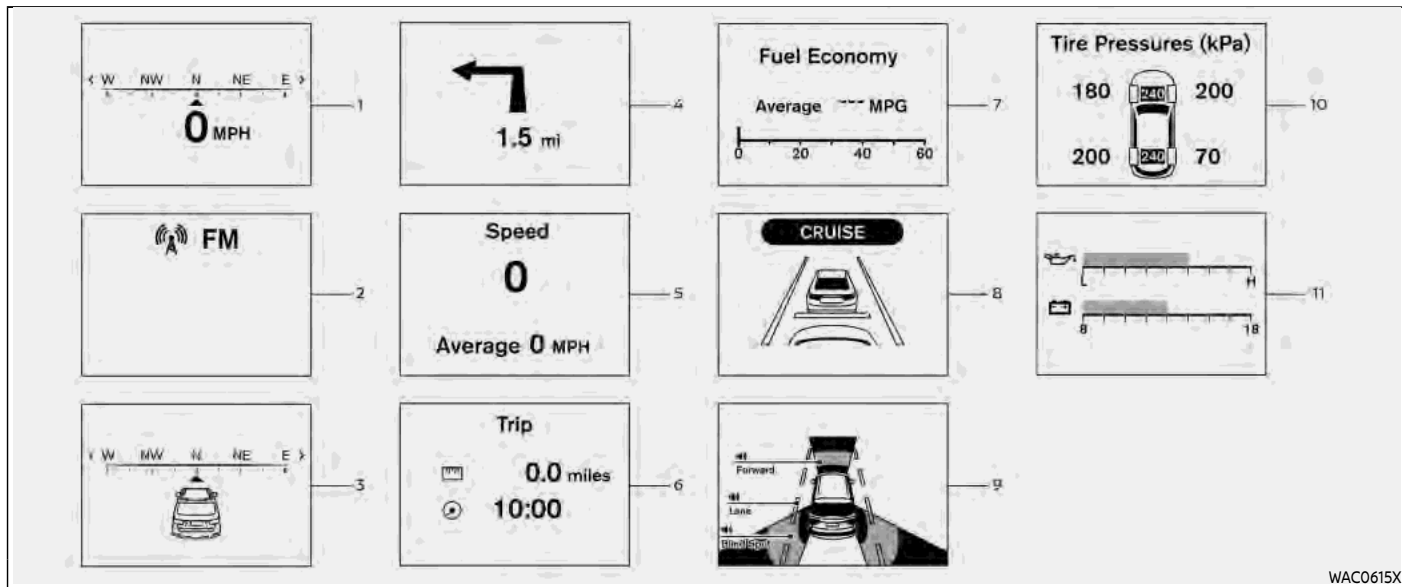 < W NW N NE E >
0 MPH
1
1.5 mi
4
Fuel Economy
Average --- MPG
0 20 40 60
7
Tire Pressures (kPa)
180 240 200
200 240 70
10
FM
2
Speed
0
Average 0 MPH
5
CRUISE
8
L H
8 18
11
< W NW N NE E >
3
Trip
0.0 miles
10:00
6
Forward
Lane
Blind Spot
9
WAC0615X